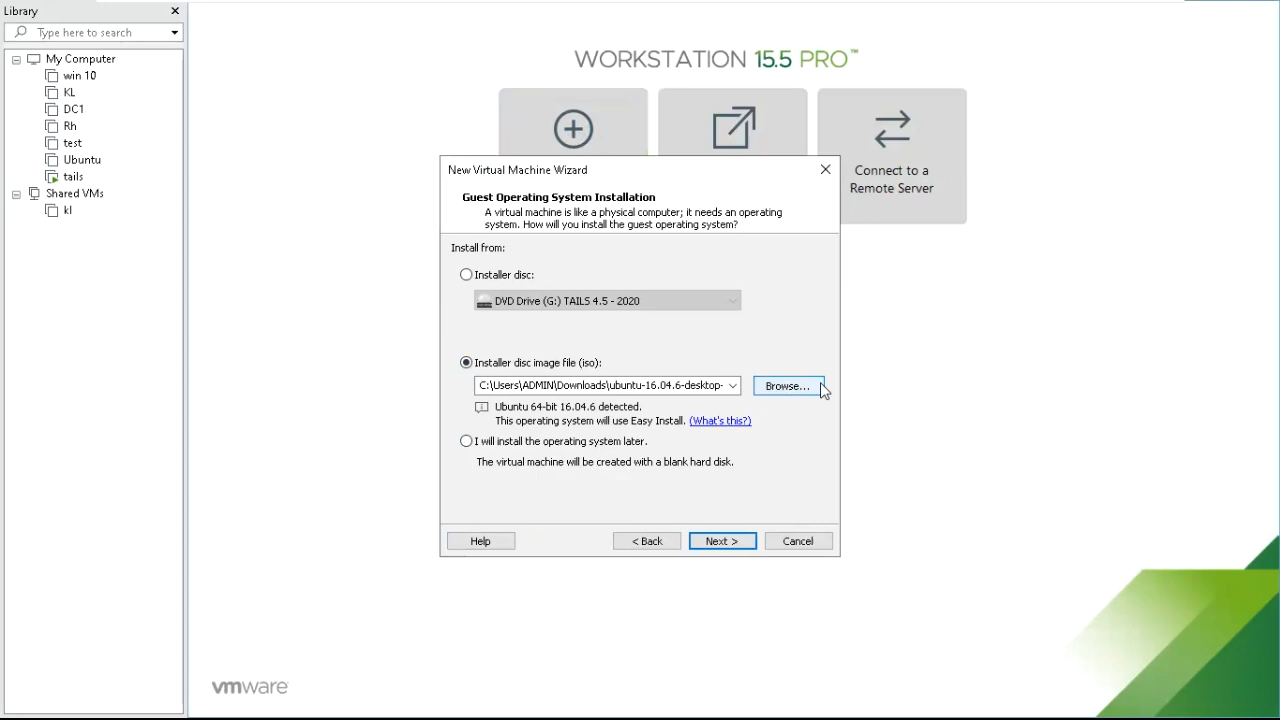 Library
Type here to search
My Computer
win 10
KL
DC1
Rh
test
Ubuntu
tails
Shared VMs
kl
WORKSTATION 15.5 PRO™
Connect to a
Remote Server
New Virtual Machine Wizard
Guest Operating System Installation
A virtual machine is like a physical computer; it needs an operating
system. How will you install the guest operating system?
Install from:
Installer disc:
DVD Drive (G:) TAILS 4.5 - 2020
Installer disc image file (iso):
C:\Users\ADMIN\Downloads\ubuntu-16.04.6-desktop-
Browse...
Ubuntu 64-bit 16.04.6 detected.
This operating system will use Easy Install. (What's this?)
I will install the operating system later.
The virtual machine will be created with a blank hard disk.
Help
< Back
Next >
Cancel
vmware